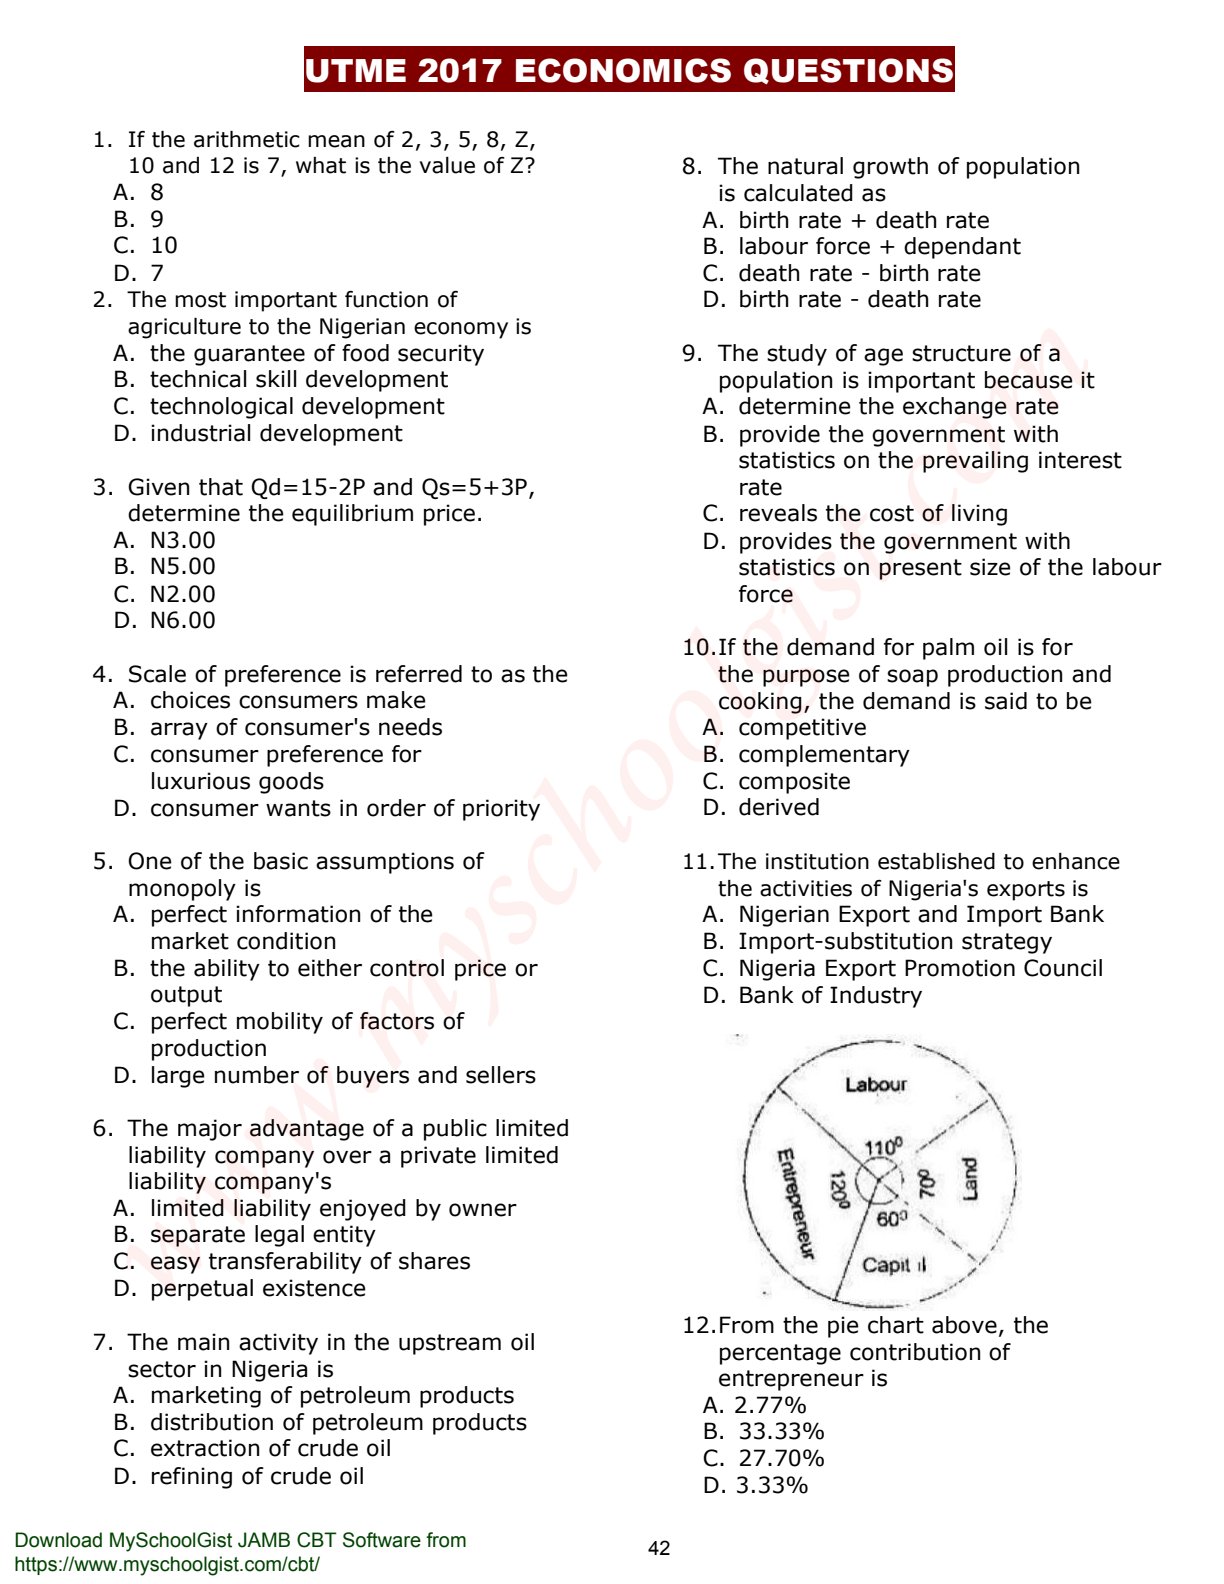 UTME 2017 ECONOMICS QUESTIONS
1. If the arithmetic mean of 2, 3, 5, 8, Z,
10 and 12 is 7, what is the value of Z?
A. 8
B. 9
C. 10
D. 7
2. The most important function of
agriculture to the Nigerian economy is
A. the guarantee of food security
B. technical skill development
C. technological development
D. industrial development
3. Given that Qd=15-2P and Qs=5+3P,
determine the equilibrium price.
A. N3.00
B. N5.00
C. N2.00
D. N6.00
4. Scale of preference is referred to as the
A. choices consumers make
B. array of consumer's needs
C. consumer preference for
luxurious goods
D. consumer wants in order of priority
5. One of the basic assumptions of
monopoly is
A. perfect information of the
market condition
B. the ability to either control price or
output
C. perfect mobility of factors of
production
D. large number of buyers and sellers
6. The major advantage of a public limited
liability company over a private limited
liability company's
A. limited liability enjoyed by owner
B. separate legal entity
C. easy transferability of shares
D. perpetual existence
7. The main activity in the upstream oil
sector in Nigeria is
A. marketing of petroleum products
B. distribution of petroleum products
C. extraction of crude oil
D. refining of crude oil
8. The natural growth of population
is calculated as
A. birth rate + death rate
B. labour force + dependant
C. death rate - birth rate
D. birth rate - death rate
9. The study of age structure of a
population is important because it
A. determine the exchange rate
B. provide the government with
statistics on the prevailing interest
rate
C. reveals the cost of living
D. provides the government with
statistics on present size of the labour
force
10.If the demand for palm oil is for
the purpose of soap production and
cooking, the demand is said to be
A. competitive
B. complementary
C. composite
D. derived
11.The institution established to enhance
the activities of Nigeria's exports is
A. Nigerian Export and Import Bank
B. Import-substitution strategy
C. Nigeria Export Promotion Council
D. Bank of Industry
Labour
110⁰
Entrepreneur
120⁰
70⁰
Land
60⁰
Capital
12.From the pie chart above, the
percentage contribution of
entrepreneur is
A. 2.77%
B. 33.33%
C. 27.70%
D. 3.33%
www.myschoolgist.com
Download MySchoolGist JAMB CBT Software from
https://www.myschoolgist.com/cbt/
42